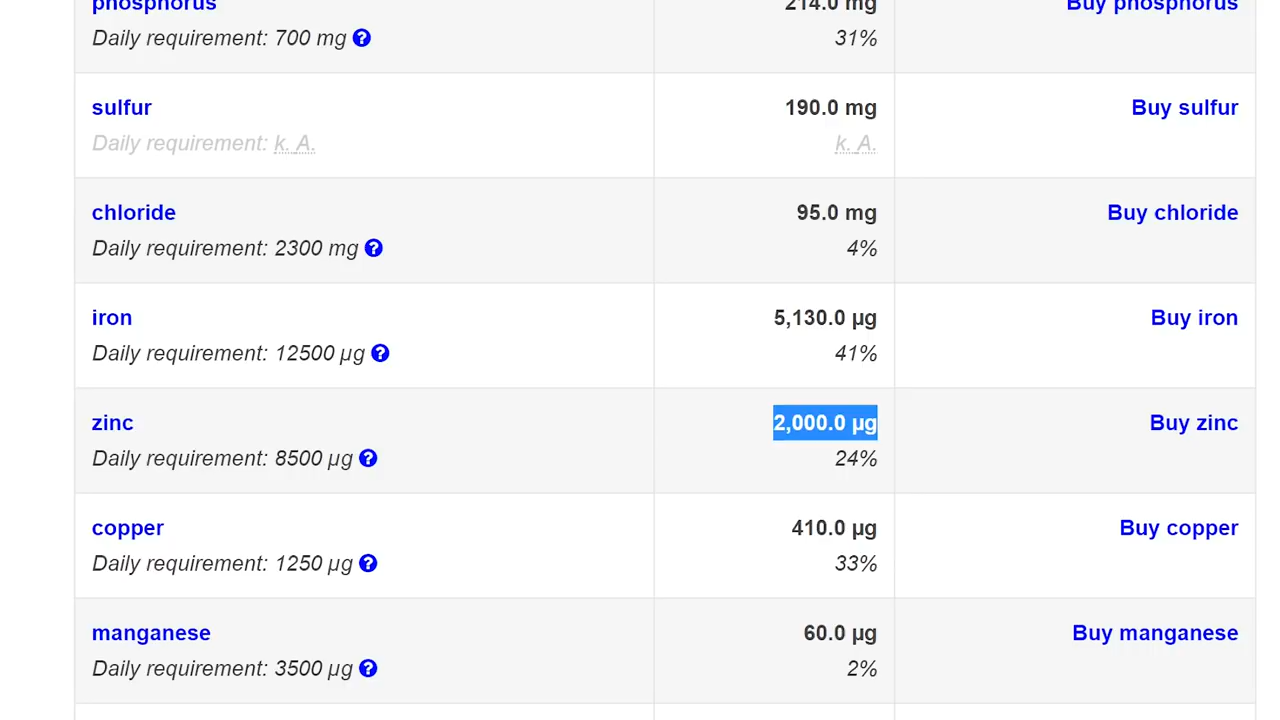 phosphorus 214.0 mg Buy phosphorus
Daily requirement: 700 mg 31%
sulfur 190.0 mg Buy sulfur
Daily requirement: k. A. k. A.
chloride 95.0 mg Buy chloride
Daily requirement: 2300 mg 4%
iron 5,130.0 µg Buy iron
Daily requirement: 12500 µg 41%
zinc 2,000.0 µg Buy zinc
Daily requirement: 8500 µg 24%
copper 410.0 µg Buy copper
Daily requirement: 1250 µg 33%
manganese 60.0 µg Buy manganese
Daily requirement: 3500 µg 2%